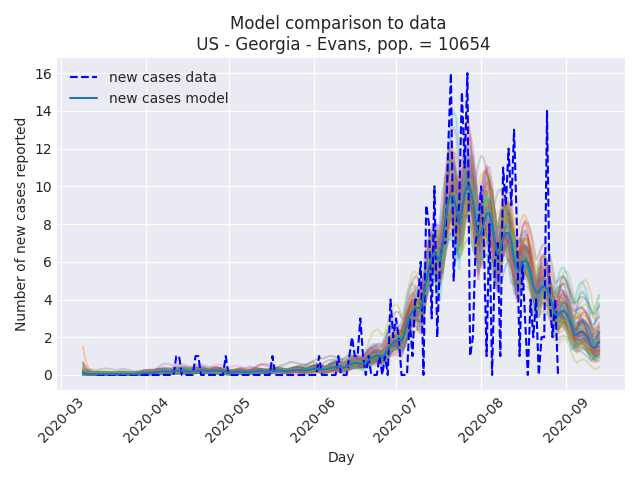 Model comparison to data
US - Georgia - Evans, pop. = 10654
new cases data
new cases model
Number of new cases reported
16
14
12
10
8
6
4
2
0
2020-03
2020-04
2020-05
2020-06
2020-07
2020-08
2020-09
Day